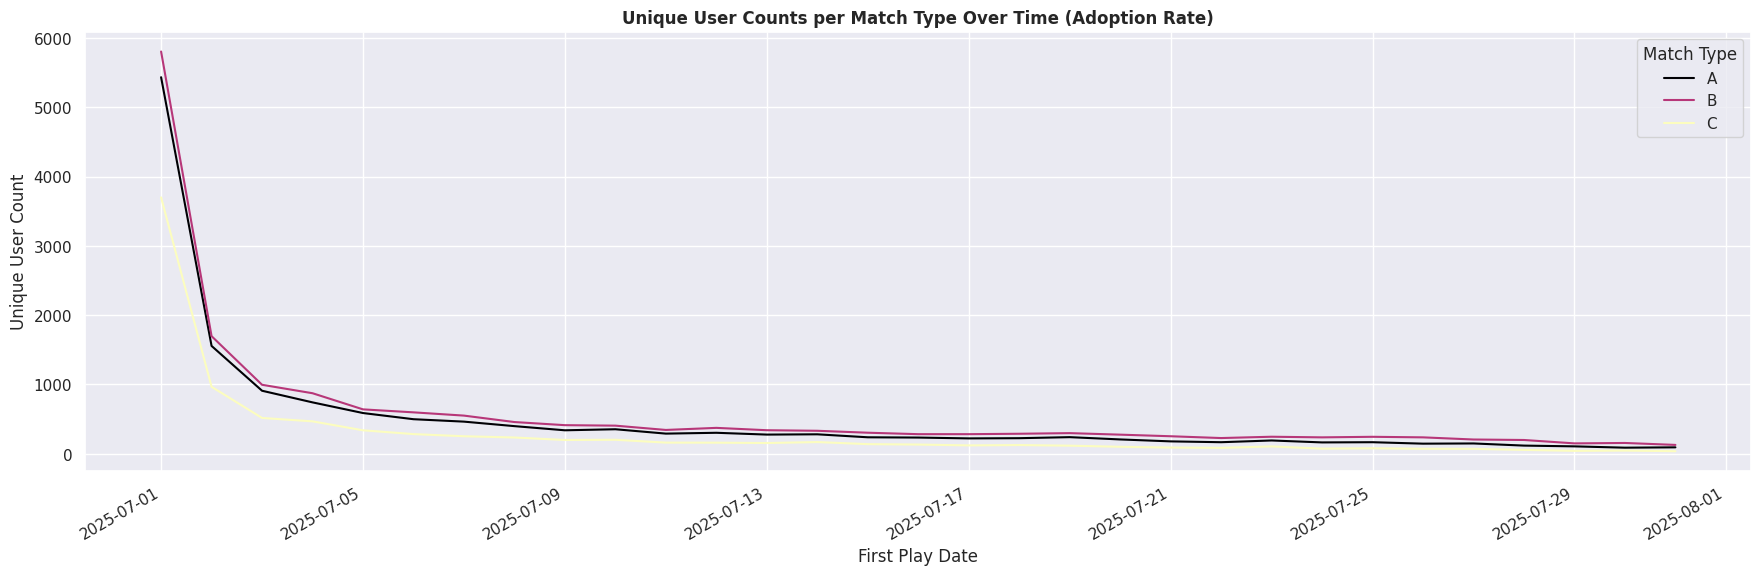 Unique User Counts per Match Type Over Time (Adoption Rate)
Match Type
A
B
C
Unique User Count
6000
5000
4000
3000
2000
1000
0
2025-07-01
2025-07-05
2025-07-09
2025-07-13
2025-07-17
2025-07-21
2025-07-25
2025-07-29
2025-08-01
First Play Date